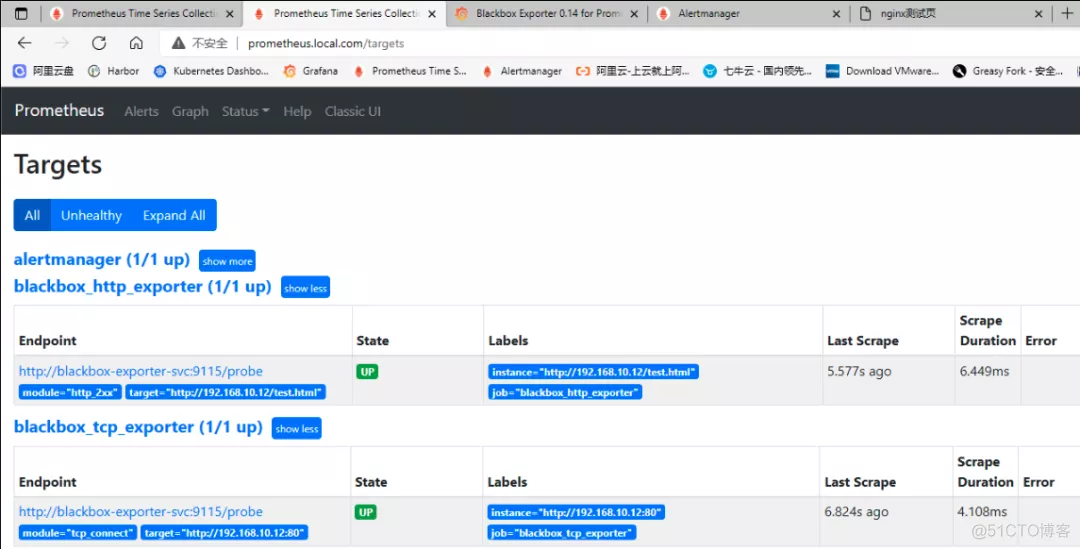 Prometheus Time Series Collecti
Prometheus Time Series Collecti
Blackbox Exporter 0.14 for Prom
Alertmanager
nginx测试页
不安全 | prometheus.local.com/targets
阿里云盘 Harbor Kubernetes Dashbo... Grafana Prometheus Time S... Alertmanager 阿里云-上云就上阿... 七牛云 - 国内领先... Download VMware... Greasy Fork - 安全...
Prometheus Alerts Graph Status Help Classic UI
Targets
All Unhealthy Expand All
alertmanager (1/1 up) show more
blackbox_http_exporter (1/1 up) show less
Endpoint State Labels Last Scrape Scrape Duration Error
http://blackbox-exporter-svc:9115/probe UP instance="http://192.168.10.12/test.html" 5.577s ago 6.449ms
module="http_2xx" target="http://192.168.10.12/test.html" job="blackbox_http_exporter"
blackbox_tcp_exporter (1/1 up) show less
Endpoint State Labels Last Scrape Scrape Duration Error
http://blackbox-exporter-svc:9115/probe UP instance="http://192.168.10.12:80" 6.824s ago 4.108ms
module="tcp_connect" target="http://192.168.10.12:80" job="blackbox_tcp_exporter"
@51CTO博客